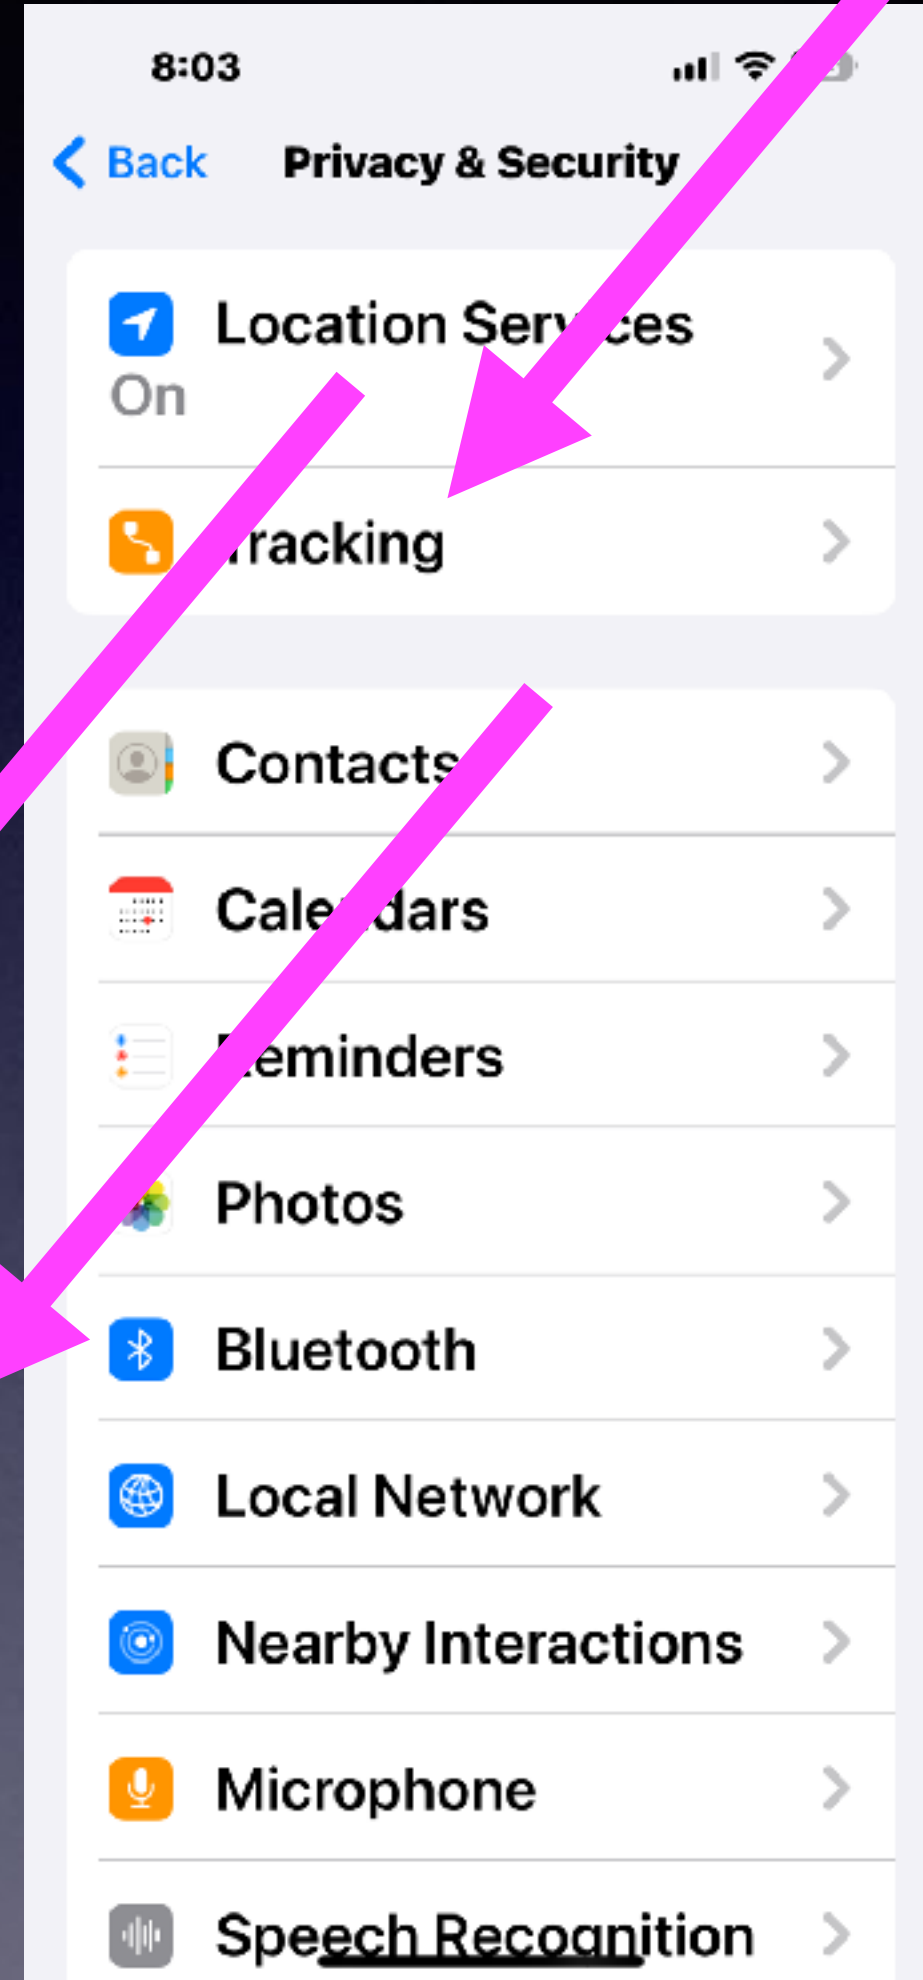 8:03
Back Privacy & Security
Location Services
On
Tracking
Contacts
Calendars
Reminders
Photos
Bluetooth
Local Network
Nearby Interactions
Microphone
Speech Recognition